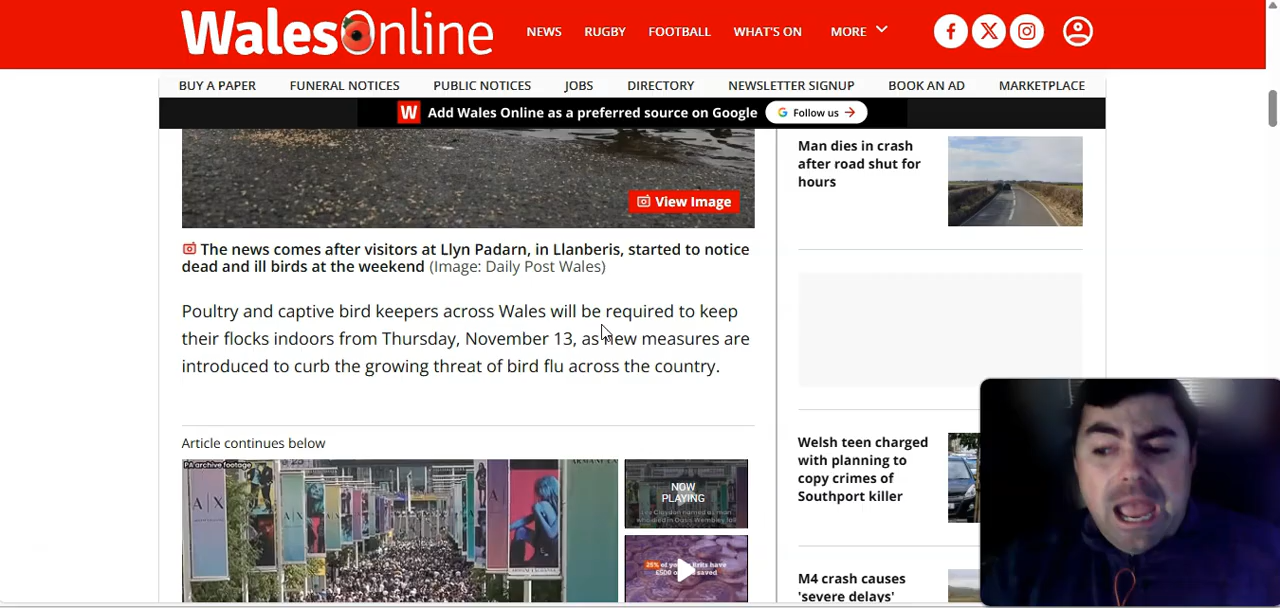 WalesOnline
NEWS RUGBY FOOTBALL WHAT'S ON MORE
BUY A PAPER FUNERAL NOTICES PUBLIC NOTICES JOBS DIRECTORY NEWSLETTER SIGNUP BOOK AN AD MARKETPLACE
W Add Wales Online as a preferred source on Google G Follow us →
View Image
The news comes after visitors at Llyn Padarn, in Llanberis, started to notice
dead and ill birds at the weekend (Image: Daily Post Wales)
Poultry and captive bird keepers across Wales will be required to keep
their flocks indoors from Thursday, November 13, as new measures are
introduced to curb the growing threat of bird flu across the country.
Article continues below
PA archive footage
A|X
A|X
NOW
PLAYING
Man dies in crash
after road shut for
hours
Welsh teen charged
with planning to
copy crimes of
Southport killer
M4 crash causes
'severe delays'